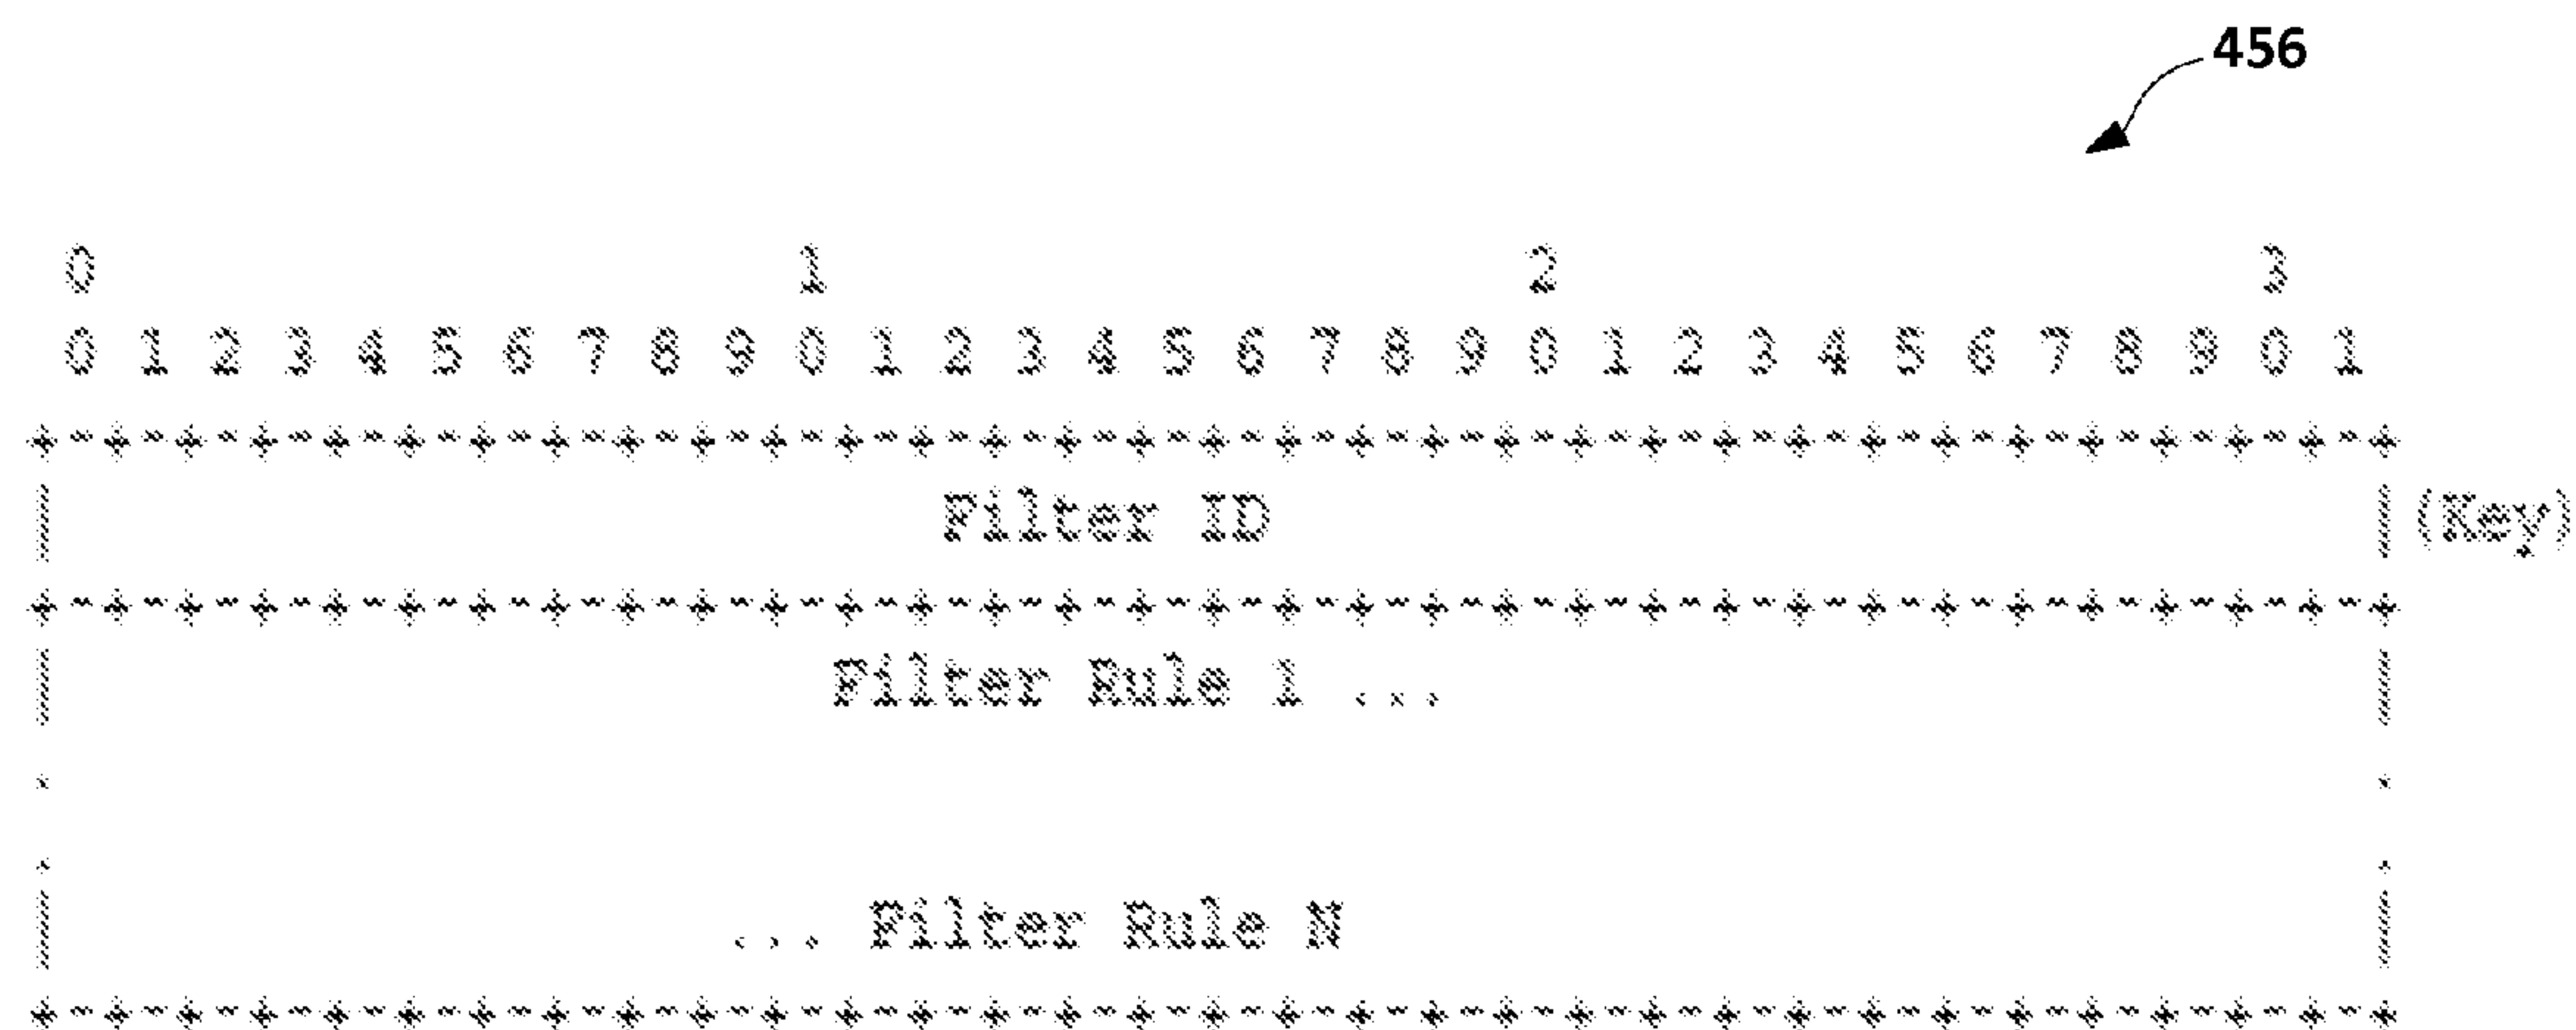 456
0 1 2 3
0 1 2 3 4 5 6 7 8 9 0 1 2 3 4 5 6 7 8 9 0 1 2 3 4 5 6 7 8 9 0 1
+-+-+-+-+-+-+-+-+-+-+-+-+-+-+-+-+-+-+-+-+-+-+-+-+-+-+-+-+-+-+-+-+
| Filter ID | (Key)
+-+-+-+-+-+-+-+-+-+-+-+-+-+-+-+-+-+-+-+-+-+-+-+-+-+-+-+-+-+-+-+-+
| Filter Rule 1 ... |
. .
. .
| ... Filter Rule N |
+-+-+-+-+-+-+-+-+-+-+-+-+-+-+-+-+-+-+-+-+-+-+-+-+-+-+-+-+-+-+-+-+